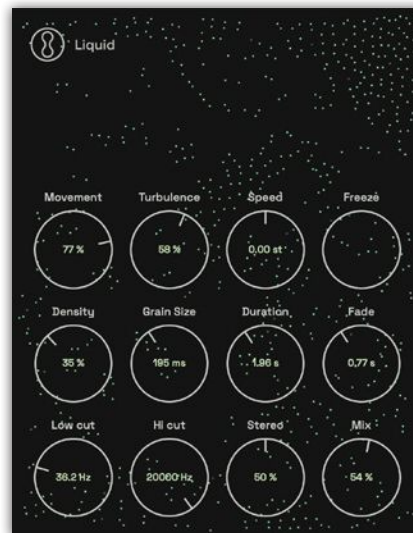 Liquid
Movement Turbulence Speed Freeze
77 % 58 % 0.00 st
Density Grain Size Duration Fade
35 % 195 ms 1.96 s 0.77 s
Low cut Hi cut Stereo Mix
36.2 Hz 20000 Hz 50 % 54 %